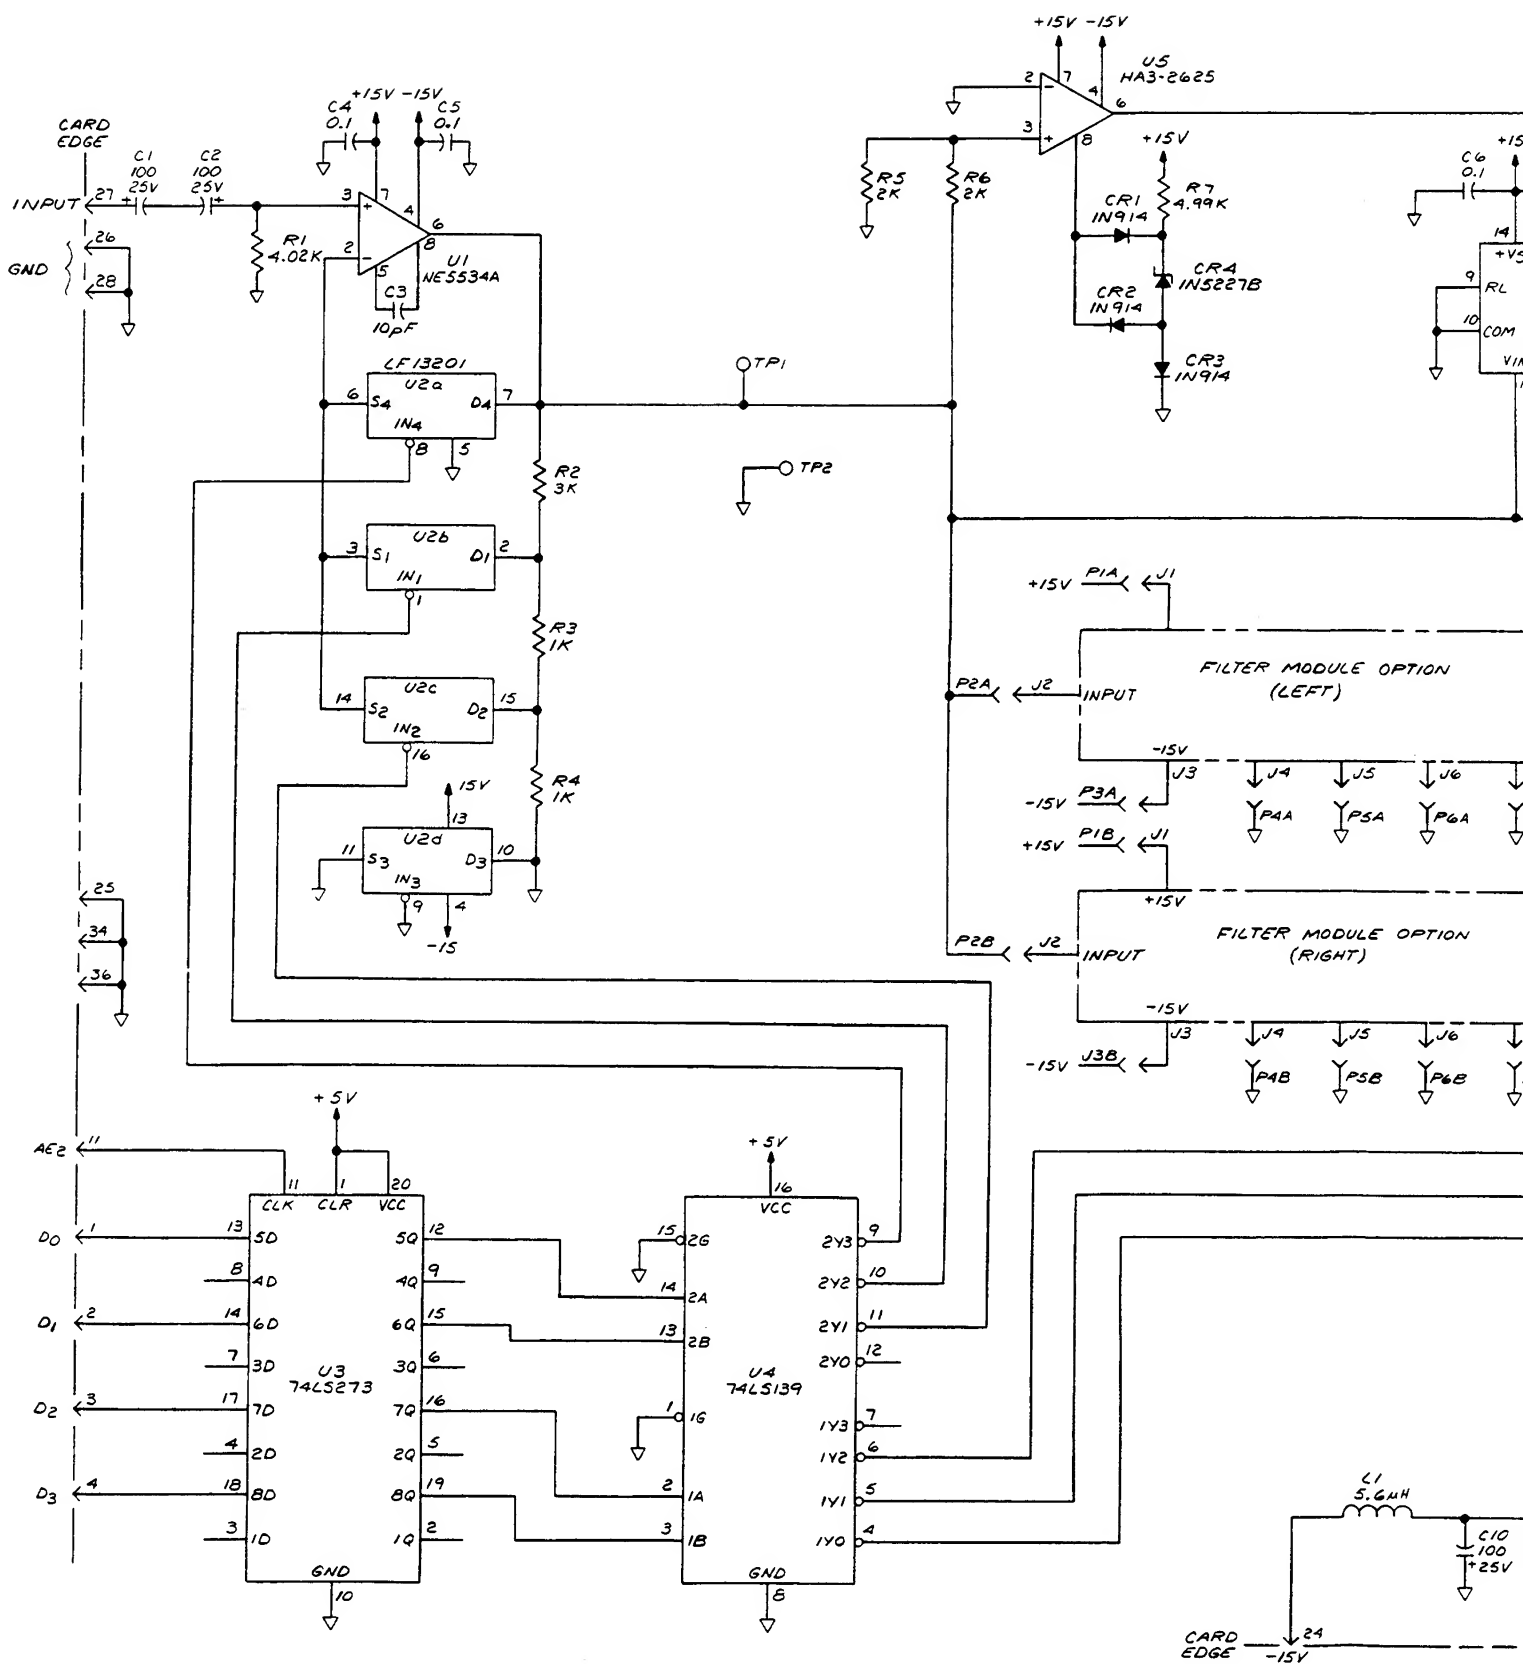 +15V -15V
U5
HA3-2625
2
7
4
6
3
8
C4
0.1
+15V -15V
C5
0.1
CARD
EDGE
C1
100
25V
+
C2
100
25V
+
INPUT
27
26
GND
28
R1
4.02K
3
7
4
6
2
8
5
U1
NE5534A
C3
10pF
R5
2K
R6
2K
+15V
CR1
1N914
R7
4.99K
CR4
1N5227B
CR2
1N914
CR3
1N914
C6
0.1
+15
14
+VS
9
RL
10
COM
VIN
1
LF13201
U2a
6
S4
D4
7
IN4
8
5
TP1
TP2
R2
3K
U2b
3
S1
D1
2
IN1
1
R3
1K
U2c
14
S2
D2
15
IN2
16
R4
1K
15V
13
U2d
11
S3
D3
10
IN3
9
4
-15
+15V
P1A
J1
FILTER MODULE OPTION
(LEFT)
P2A
J2
INPUT
-15V
J3
J4
J5
J6
-15V
P3A
P4A
P5A
P6A
+15V
P1B
J1
+15V
FILTER MODULE OPTION
(RIGHT)
P2B
J2
INPUT
-15V
J3
J4
J5
J6
-15V
J3B
P4B
P5B
P6B
25
34
36
+5V
AE2
11
11
1
20
CLK
CLR
VCC
D0
1
13
5D
5Q
12
8
4D
4Q
9
D1
2
14
6D
6Q
15
7
3D
3Q
6
U3
74LS273
D2
3
17
7D
7Q
16
4
2D
2Q
5
D3
4
18
8D
8Q
19
3
1D
1Q
2
GND
10
+5V
16
VCC
15
2G
2Y3
9
2Y2
10
14
2A
2Y1
11
13
2B
2Y0
12
U4
74LS139
1
1G
1Y3
7
1Y2
6
2
1A
1Y1
5
3
1B
1Y0
4
GND
8
L1
5.6µH
C10
100
+25V
CARD
EDGE
24
-15V